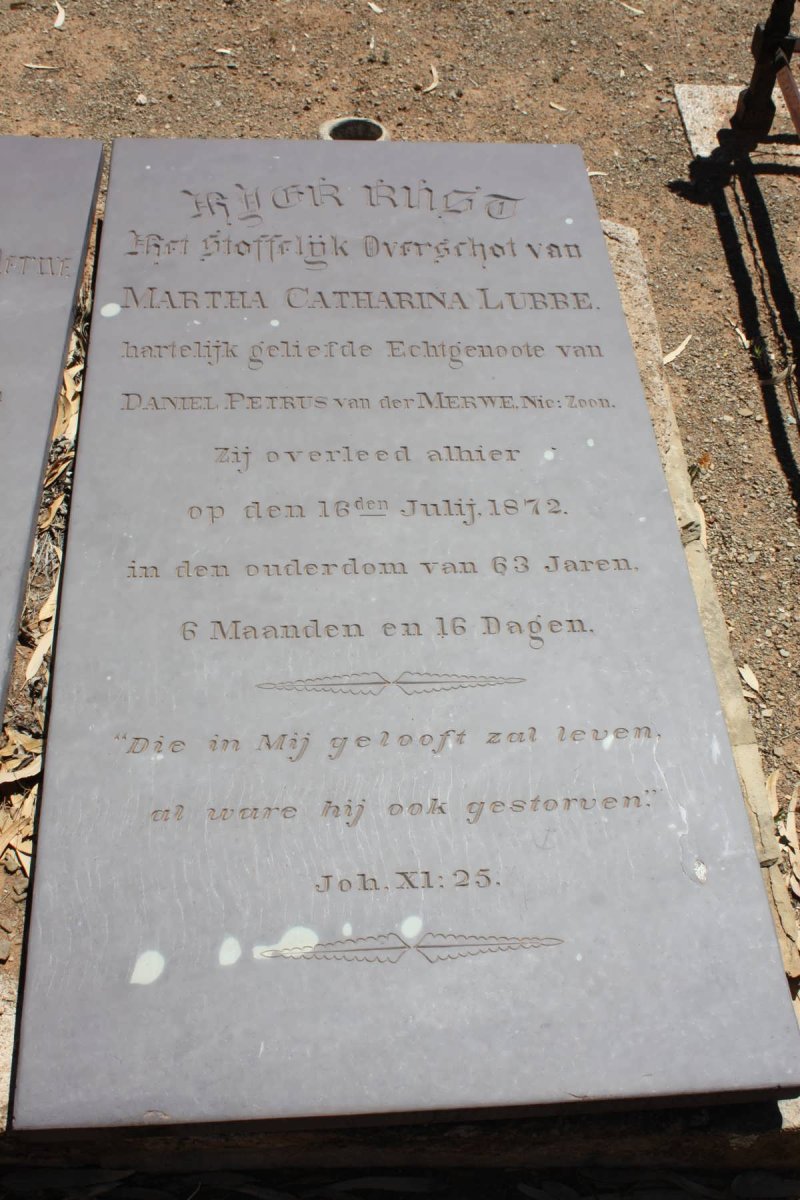 HIER RUST
Het Stoffelijk Overschot van
MARTHA CATHARINA LUBBE.
hartelijk geliefde Echtgenoote van
DANIEL PETRUS van der MERWE, Nic: Zoon.
Zij overleed alhier
op den 16den Julij, 1872.
in den ouderdom van 63 Jaren,
6 Maanden en 16 Dagen.
"Die in Mij gelooft zal leven,
al ware hij ook gestorven."
Joh. XI: 25.